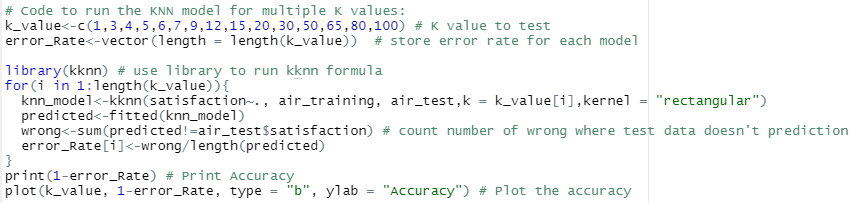 # Code to run the KNN model for multiple K values:
k_value<-c(1,3,4,5,6,7,9,12,15,20,30,50,65,80,100) # K value to test
error_Rate<-vector(length = length(k_value))  # store error rate for each model
library(kknn) # use library to run kknn formula
for(i in 1:length(k_value)){
  knn_model<-kknn(satisfaction~., air_training, air_test,k = k_value[i],kernel = "rectangular")
  predicted<-fitted(knn_model)
  wrong<-sum(predicted!=air_test$satisfaction) # count number of wrong where test data doesn't prediction
  error_Rate[i]<-wrong/length(predicted)
}
print(1-error_Rate) # Print Accuracy
plot(k_value, 1-error_Rate, type = "b", ylab = "Accuracy") # Plot the accuracy